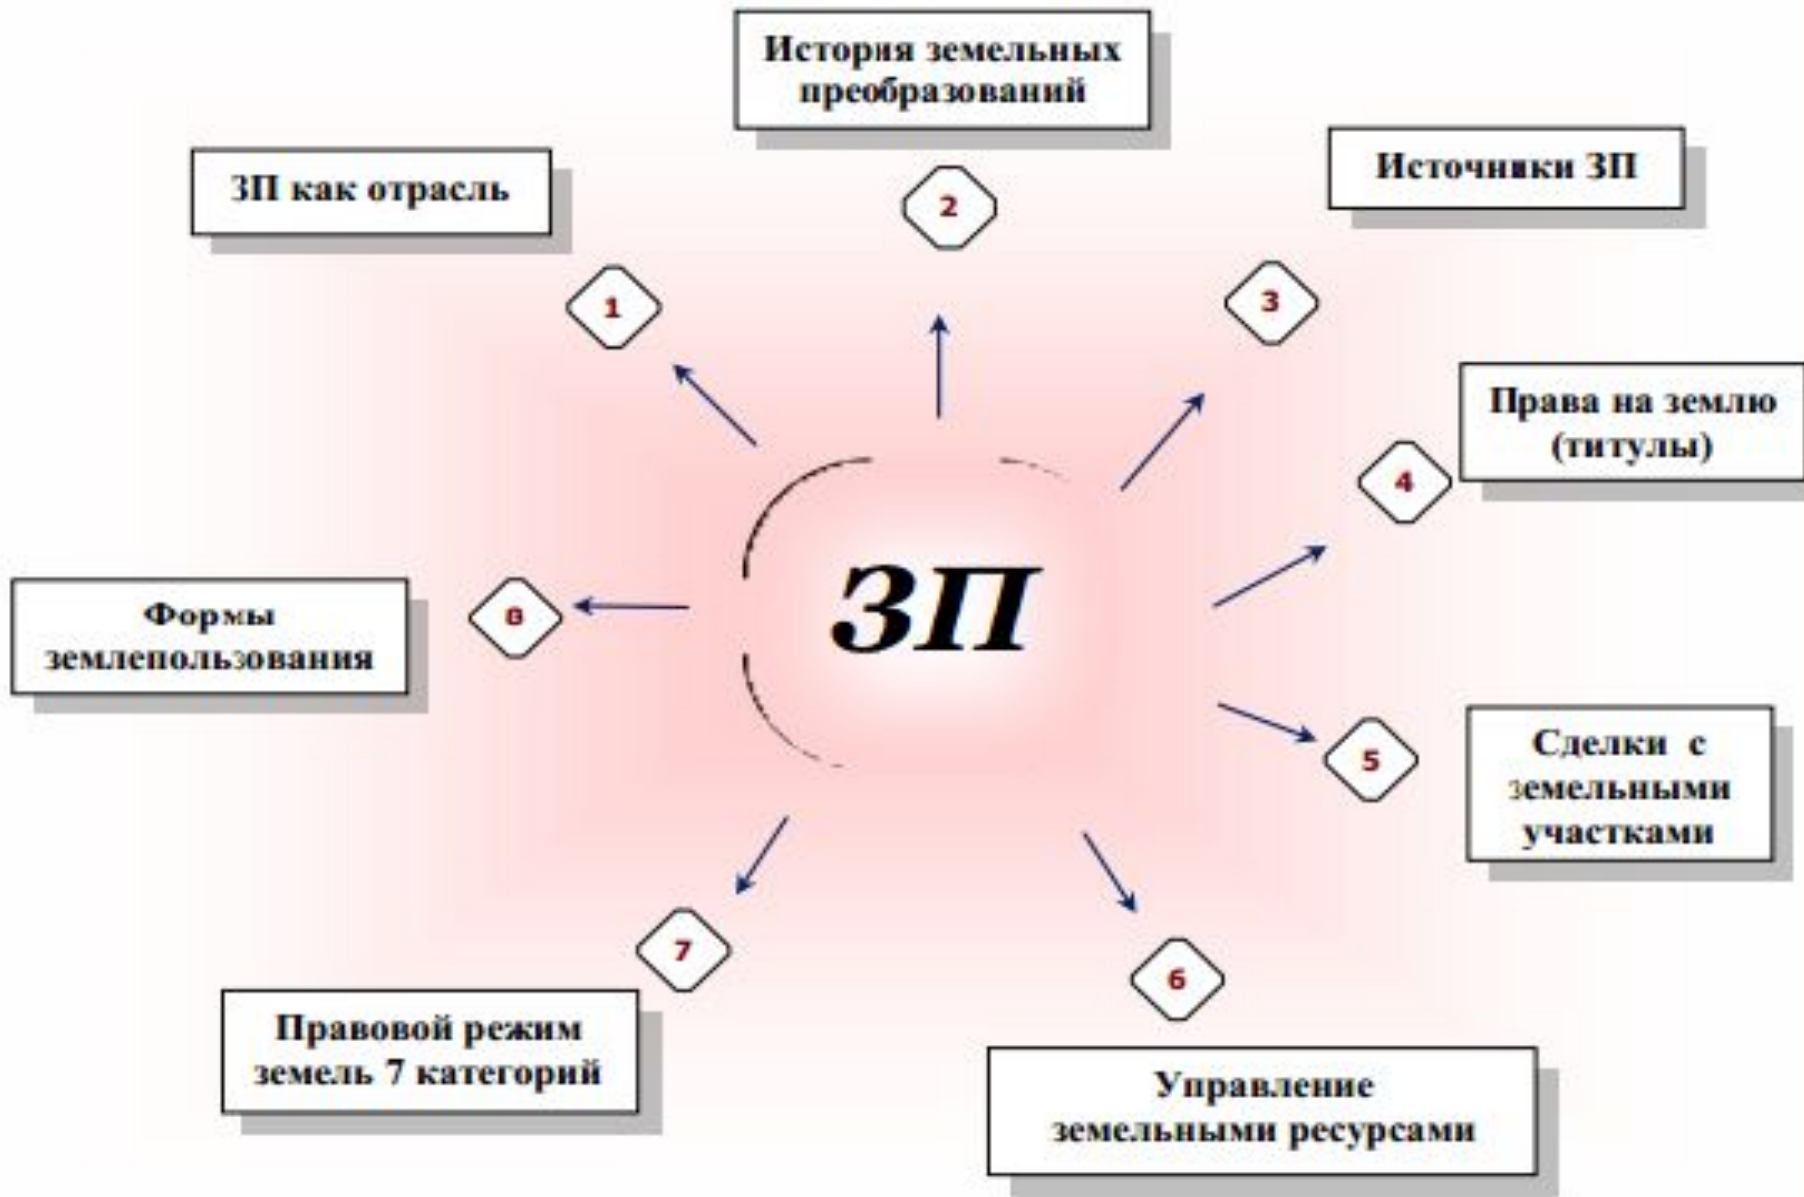 История земельных
преобразований
ЗП как отрасль
Источники ЗП
2
1
3
Права на землю
(титулы)
4
ЗП
Формы
землепользования
8
Сделки с
земельными
участками
5
7
6
Правовой режим
земель 7 категорий
Управление
земельными ресурсами